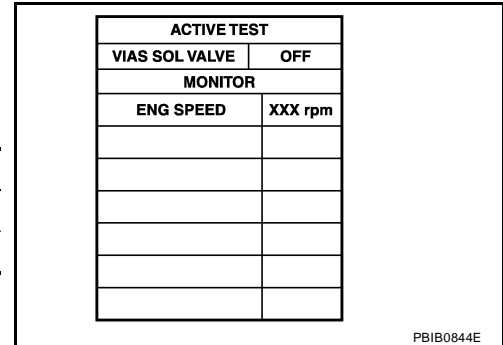 ACTIVE TEST
VIAS SOL VALVE OFF
MONITOR
ENG SPEED XXX rpm
PBIB0844E